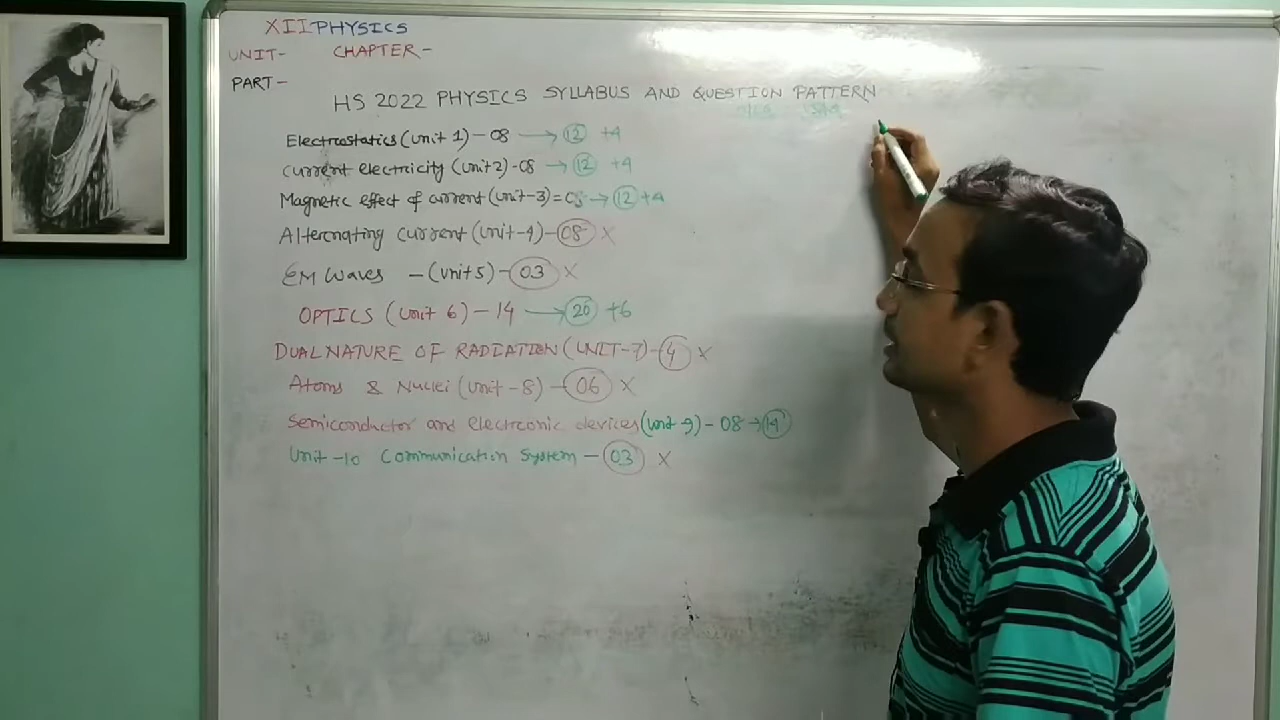 XII PHYSICS
UNIT- CHAPTER-
PART-
HS 2022 PHYSICS SYLLABUS AND QUESTION PATTERN
Electrostatics (Unit 1) - 08 → 12 +4
Current electricity (Unit 2) - 08 → 12 +4
Magnetic effect of current (Unit-3) = 08 → 12 +4
Alternating current (Unit-4) - 08 X
EM Waves - (Unit 5) - 03 X
OPTICS (Unit 6) - 14 → 20 +6
DUAL NATURE OF RADIATION (UNIT-7) - 4 X
Atoms & Nuclei (Unit-8) - 06 X
Semiconductor and electronic devices (Unit 9) - 08 → 14
Unit-10 Communication System - 03 X